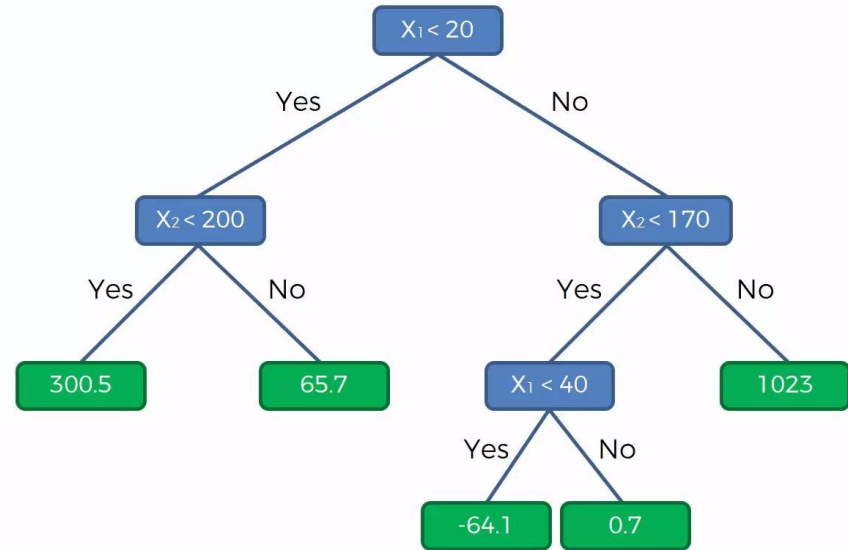 X₁ < 20
Yes
No
X₂ < 200
X₂ < 170
Yes
No
Yes
No
300.5
65.7
X₁ < 40
1023
Yes
No
-64.1
0.7